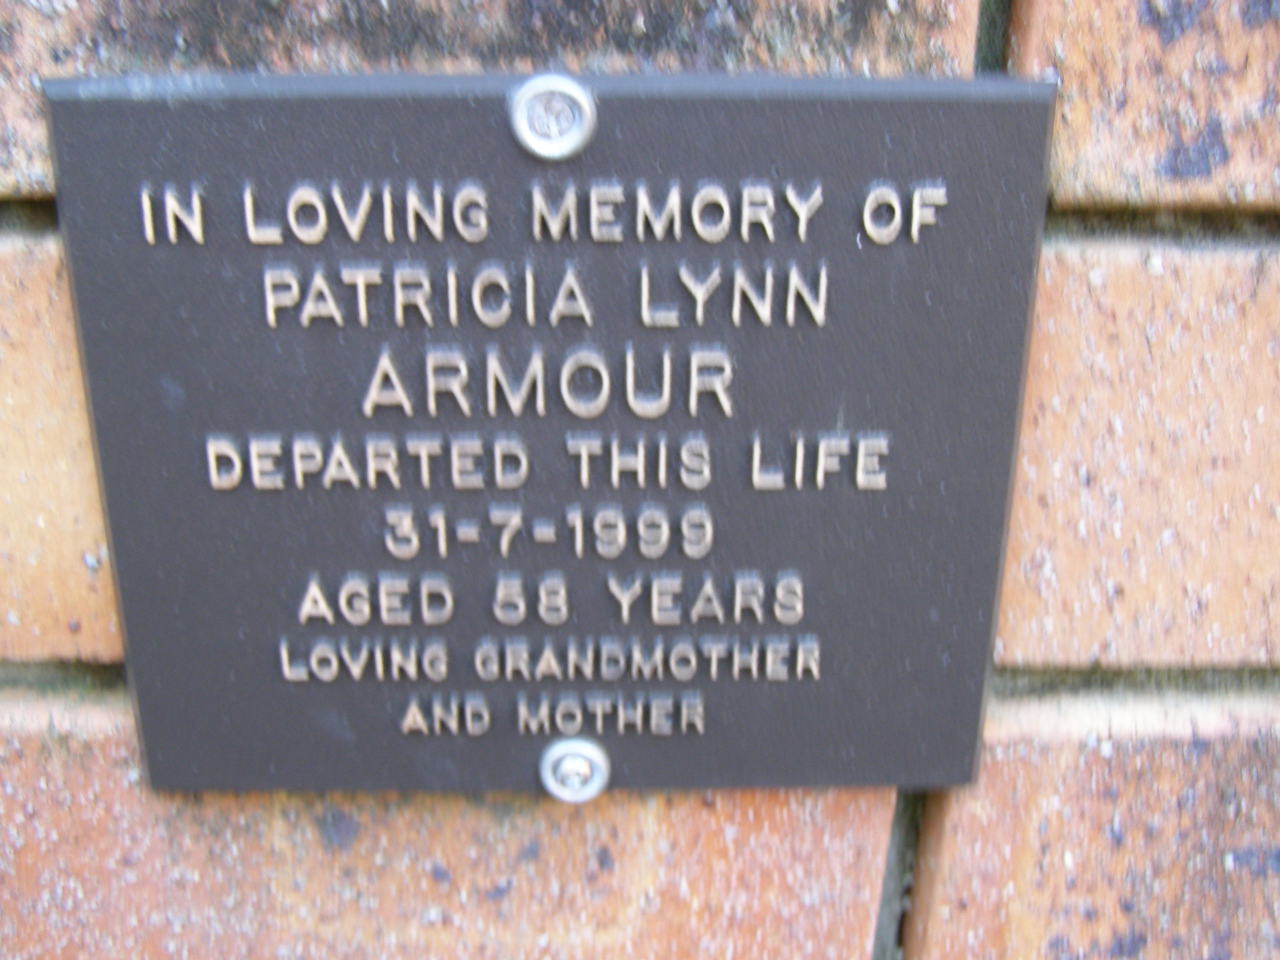 IN LOVING MEMORY OF
PATRICIA LYNN
ARMOUR
DEPARTED THIS LIFE
31-7-1999
AGED 58 YEARS
LOVING GRANDMOTHER
AND MOTHER